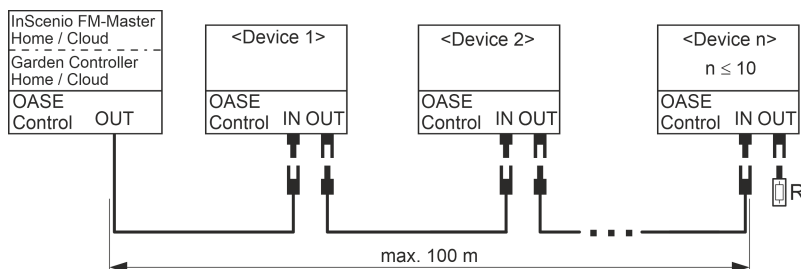 InScenio FM-Master
Home / Cloud
Garden Controller
Home / Cloud
OASE
Control OUT
<Device 1>
OASE
Control IN OUT
<Device 2>
OASE
Control IN OUT
<Device n>
n ≤ 10
OASE
Control IN OUT
R
max. 100 m